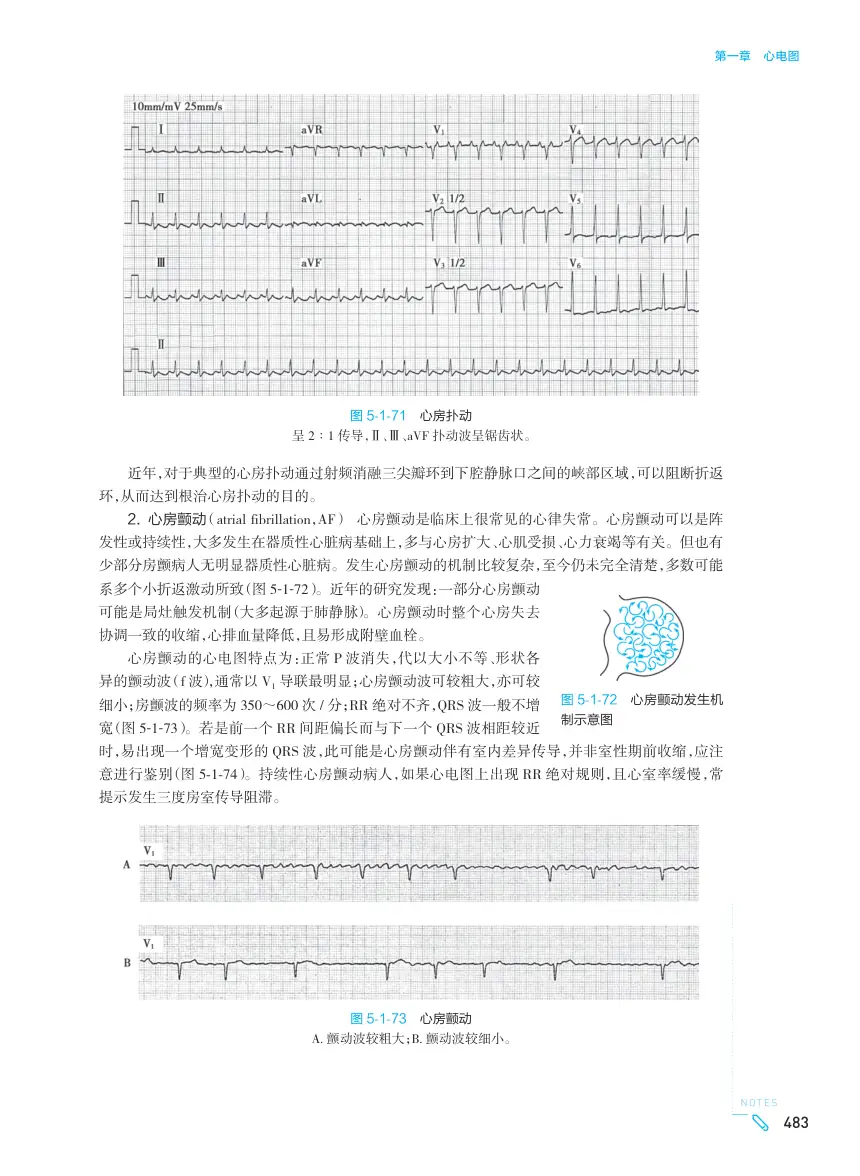 第一章 心电图
10mm/mV 25mm/s
Ⅰ aVR V₁ V₄
Ⅱ aVL V₂ 1/2 V₅
Ⅲ aVF V₃ 1/2 V₆
Ⅱ
图 5-1-71 心房扑动
呈 2∶1 传导,Ⅱ、Ⅲ、aVF 扑动波呈锯齿状。
近年,对于典型的心房扑动通过射频消融三尖瓣环到下腔静脉口之间的峡部区域,可以阻断折返
环,从而达到根治心房扑动的目的。
2. 心房颤动(atrial fibrillation,AF) 心房颤动是临床上很常见的心律失常。心房颤动可以是阵
发性或持续性,大多发生在器质性心脏病基础上,多与心房扩大、心肌受损、心力衰竭等有关。但也有
少部分房颤病人无明显器质性心脏病。发生心房颤动的机制比较复杂,至今仍未完全清楚,多数可能
系多个小折返激动所致(图 5-1-72)。近年的研究发现:一部分心房颤动
可能是局灶触发机制(大多起源于肺静脉)。心房颤动时整个心房失去
协调一致的收缩,心排血量降低,且易形成附壁血栓。
心房颤动的心电图特点为:正常 P 波消失,代以大小不等、形状各
异的颤动波(f 波),通常以 V₁ 导联最明显;心房颤动波可较粗大,亦可较
细小;房颤波的频率为 350～600 次 / 分;RR 绝对不齐,QRS 波一般不增
宽(图 5-1-73)。若是前一个 RR 间距偏长而与下一个 QRS 波相距较近
时,易出现一个增宽变形的 QRS 波,此可能是心房颤动伴有室内差异传导,并非室性期前收缩,应注
意进行鉴别(图 5-1-74)。持续性心房颤动病人,如果心电图上出现 RR 绝对规则,且心室率缓慢,常
提示发生三度房室传导阻滞。
图 5-1-72 心房颤动发生机
制示意图
V₁
A
V₁
B
图 5-1-73 心房颤动
A. 颤动波较粗大;B. 颤动波较细小。
NOTES
483